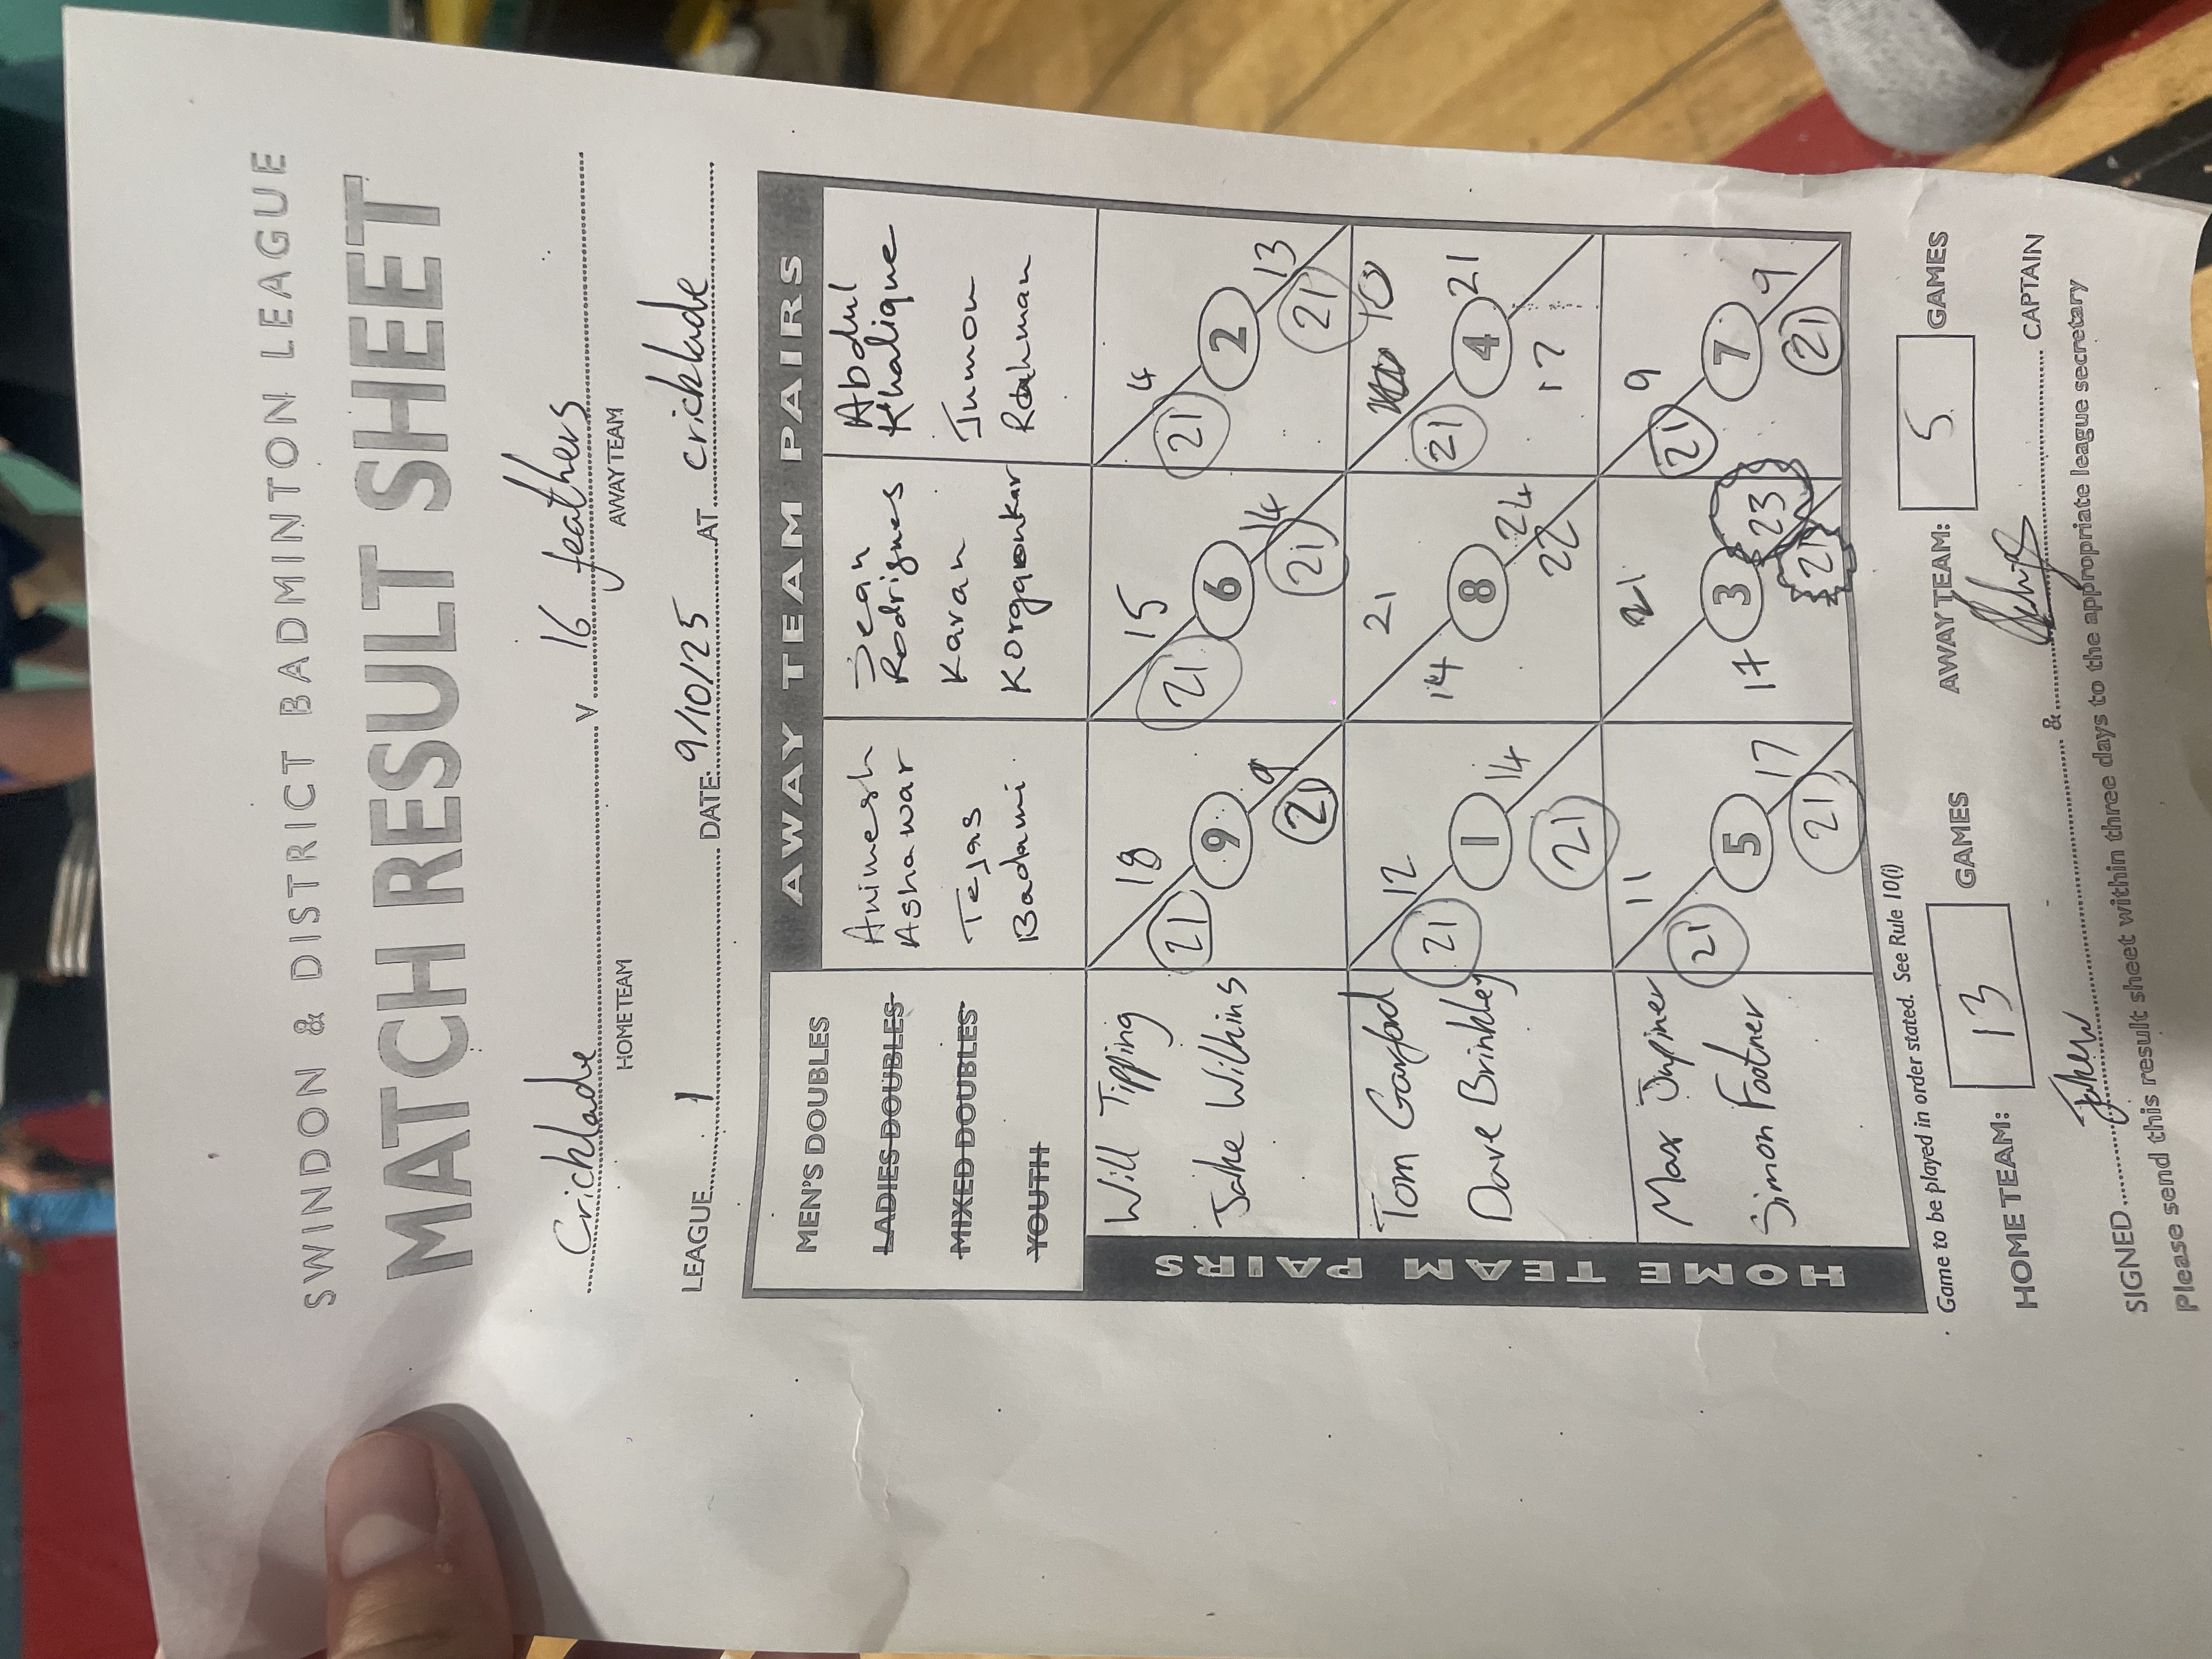 SWINDON & DISTRICT BADMINTON LEAGUE
MATCH RESULT SHEET
Cricklade v 16 feathers
HOME TEAM AWAY TEAM
LEAGUE 1 DATE: 9/10/25 AT cricklade
AWAY TEAM PAIRS
MEN'S DOUBLES
LADIES DOUBLES
MIXED DOUBLES
YOUTH
Animesh
Ashawar
Tejas
Badami
Jean
Rodrigues
Karan
Korgaonkar
Abdul
Khalique
Jumon
Rahman
HOME TEAM PAIRS
Will Tipping
Jake Wilkins
21 18
9
21 9
21 15
6
21 14
21 4
2
21 13
Tom Garford
Dave Brinkley
21 12
1
21 14
14 21
8
22 24
21 10
4
17 21
Max Jupiner
Simon Footner
21 11
5
21 17
17 21
3
21 23
21 9
7
21 9
Game to be played in order stated. See Rule 10(i)
HOME TEAM: 13 GAMES AWAY TEAM: 5 GAMES
SIGNED & CAPTAIN
Please send this result sheet within three days to the appropriate league secretary